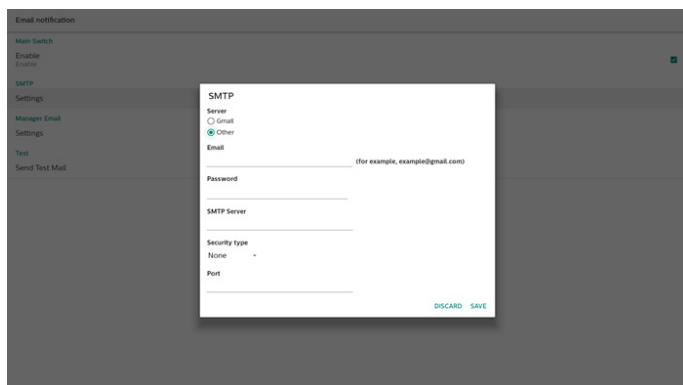 Email notification
Main Switch
Enable
Enable
SMTP
Settings
Manager Email
Settings
Test
Send Test Mail
SMTP
Server
Gmail
Other
Email
(for example, example@gmail.com)
Password
SMTP Server
Security type
None
Port
DISCARD SAVE